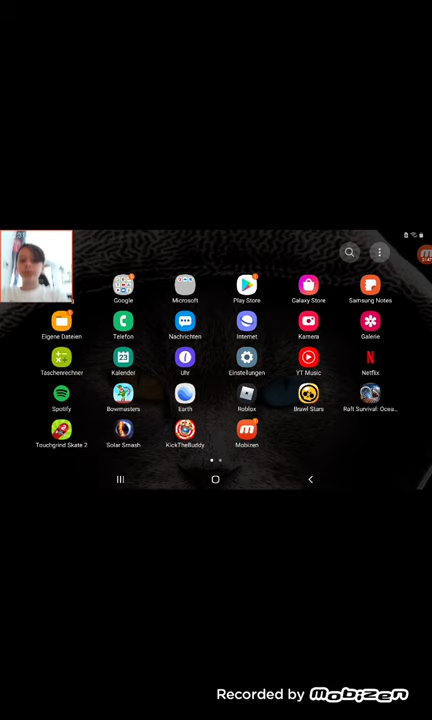 Google Microsoft Play Store Galaxy Store Samsung Notes
Eigene Dateien Telefon Nachrichten Internet Kamera Galerie
Taschenrechner Kalender Uhr Einstellungen YT Music Netflix
Spotify Bowmasters Earth Roblox Brawl Stars Raft Survival: Ocea...
Touchgrind Skate 2 Solar Smash KickTheBuddy Mobizen
Recorded by mobizen